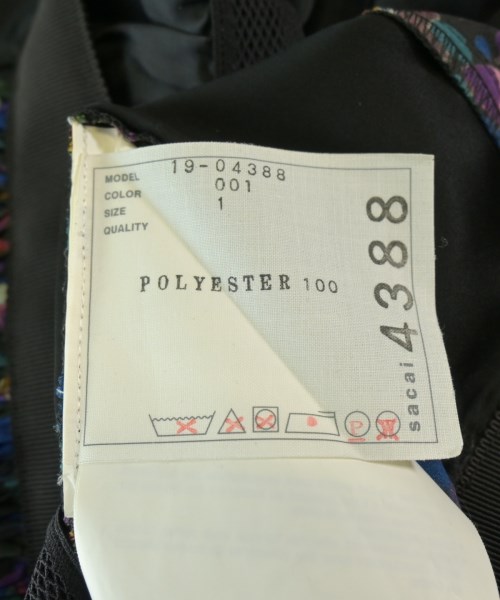 MODEL 19-04388
COLOR 001
SIZE 1
QUALITY
POLYESTER 100
sacai 4388
P W